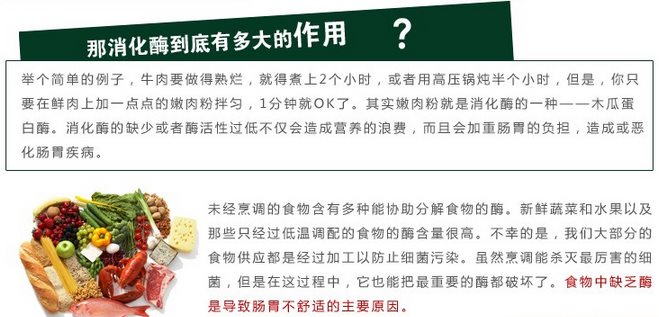 那消化酶到底有多大的作用 ?
举个简单的例子，牛肉要做得熟烂，就得煮上2个小时，或者用高压锅炖半个小时，但是，你只
要在鲜肉上加一点点的嫩肉粉拌匀，1分钟就OK了。其实嫩肉粉就是消化酶的一种——木瓜蛋
白酶。消化酶的缺少或者酶活性过低不仅会造成营养的浪费，而且会加重肠胃的负担，造成或恶
化肠胃疾病。
未经烹调的食物含有多种能协助分解食物的酶。新鲜蔬菜和水果以及
那些只经过低温调配的食物的酶含量很高。不幸的是，我们大部分的
食物供应都是经过加工以防止细菌污染。虽然烹调能杀灭最厉害的细
菌，但是在这过程中，它也能把最重要的酶都破坏了。食物中缺乏酶
是导致肠胃不舒适的主要原因。